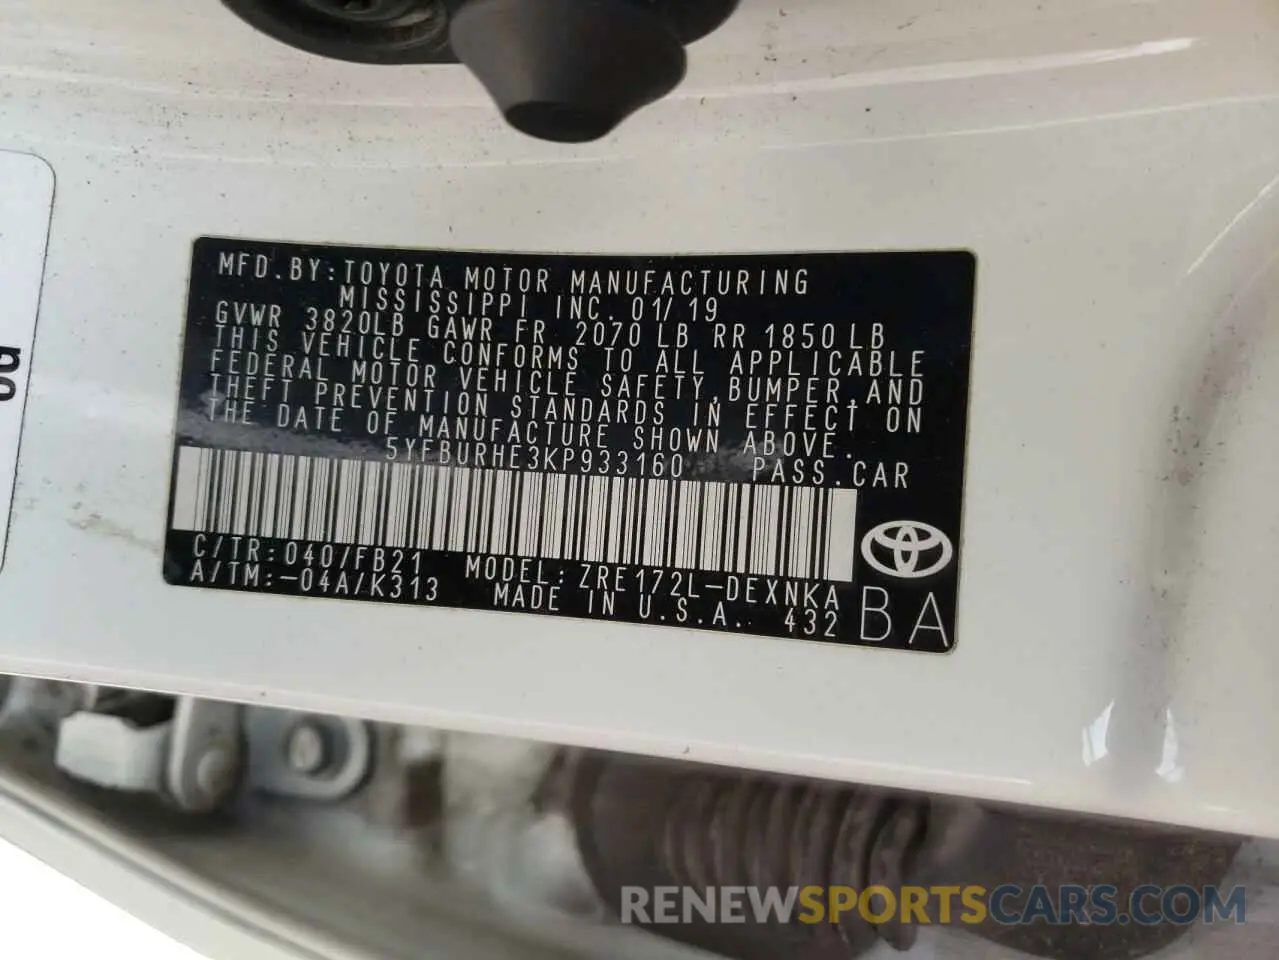 MFD.BY:TOYOTA MOTOR MANUFACTURING
MISSISSIPPI INC. 01/19
GVWR 3820LB GAWR FR 2070 LB RR 1850 LB
THIS VEHICLE CONFORMS TO ALL APPLICABLE
FEDERAL MOTOR VEHICLE SAFETY,BUMPER,AND
THEFT PREVENTION STANDARDS IN EFFECT ON
THE DATE OF MANUFACTURE SHOWN ABOVE.
5YFBURHE3KP933160 PASS.CAR
C/TR:040/FB21 MODEL:ZRE172L-DEXNKA
A/TM:-04A/K313 MADE IN U.S.A. 432
BA
RENEWSPORTSCARS.COM